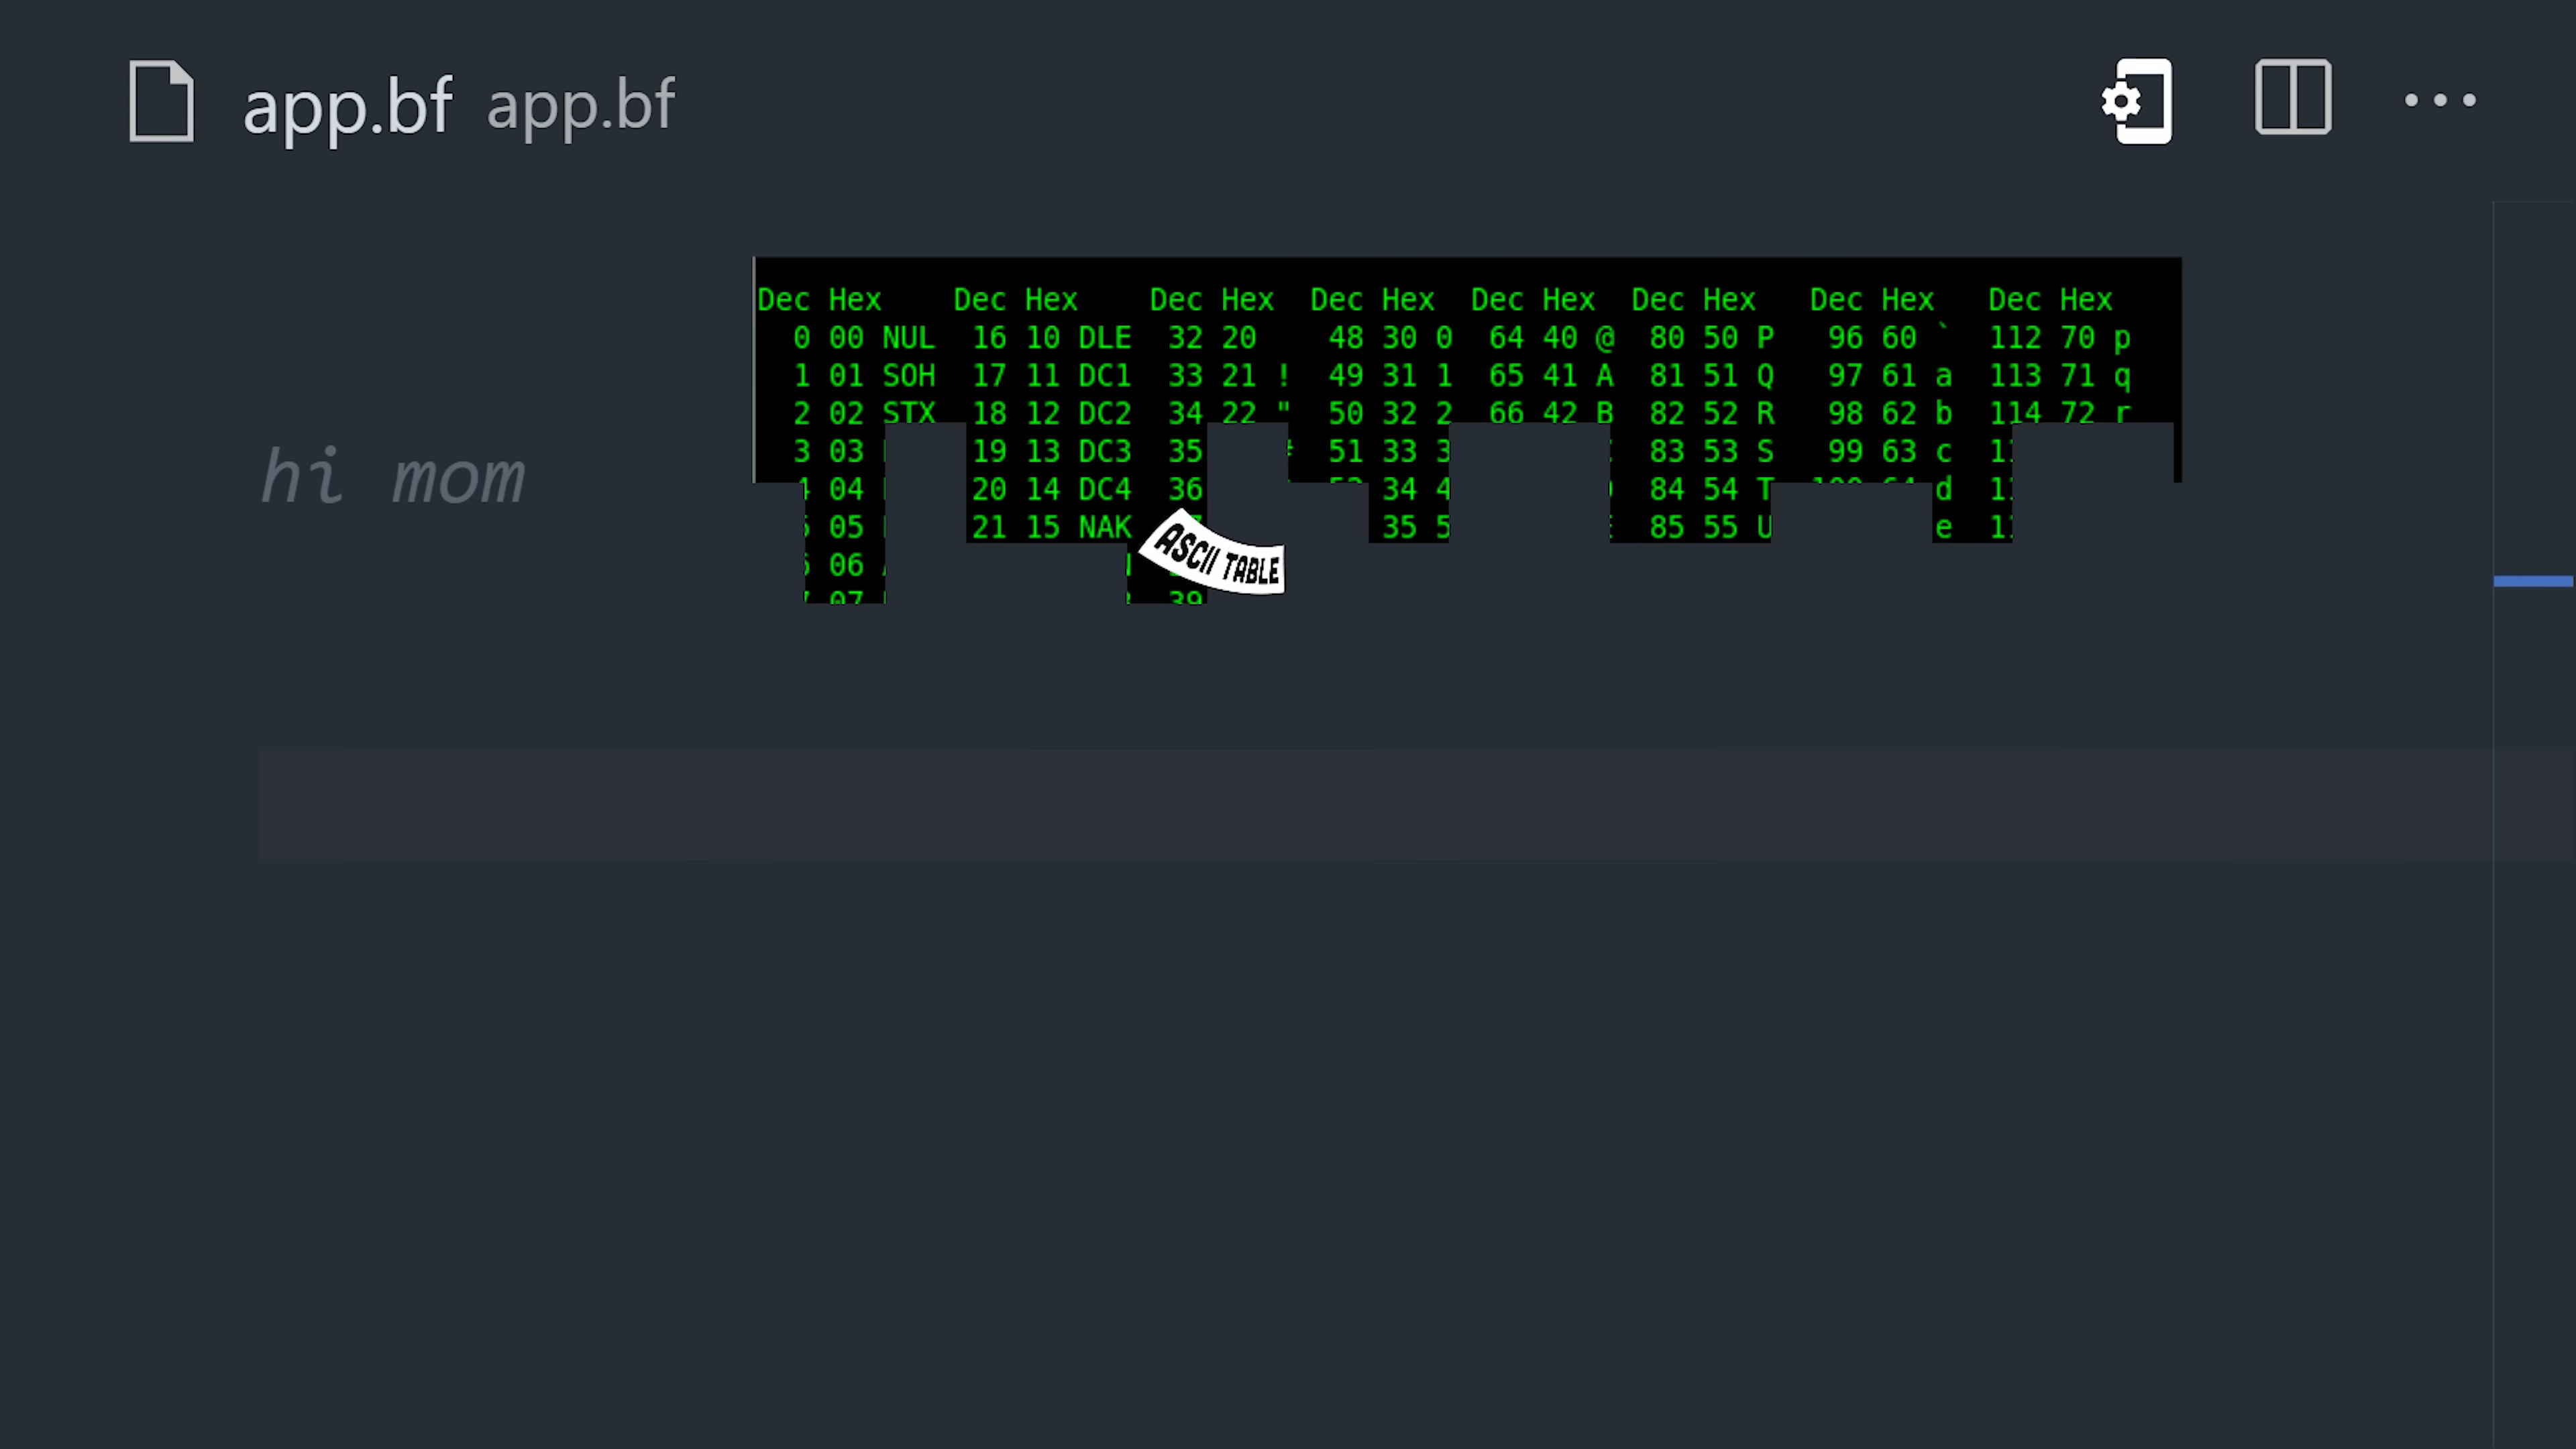 app.bf app.bf
Dec Hex Dec Hex Dec Hex Dec Hex Dec Hex Dec Hex Dec Hex Dec Hex
0 00 NUL 16 10 DLE 32 20 48 30 0 64 40 @ 80 50 P 96 60 ` 112 70 p
1 01 SOH 17 11 DC1 33 21 ! 49 31 1 65 41 A 81 51 Q 97 61 a 113 71 q
2 02 STX 18 12 DC2 34 22 " 50 32 2 66 42 B 82 52 R 98 62 b 114 72 r
3 03 19 13 DC3 35 51 33 3 83 53 S 99 63 c
hi mom
04 20 14 DC4 36 34 4 84 54 T d
05 21 15 NAK 35 5 85 55 U e
ASCII TABLE
06
07 39